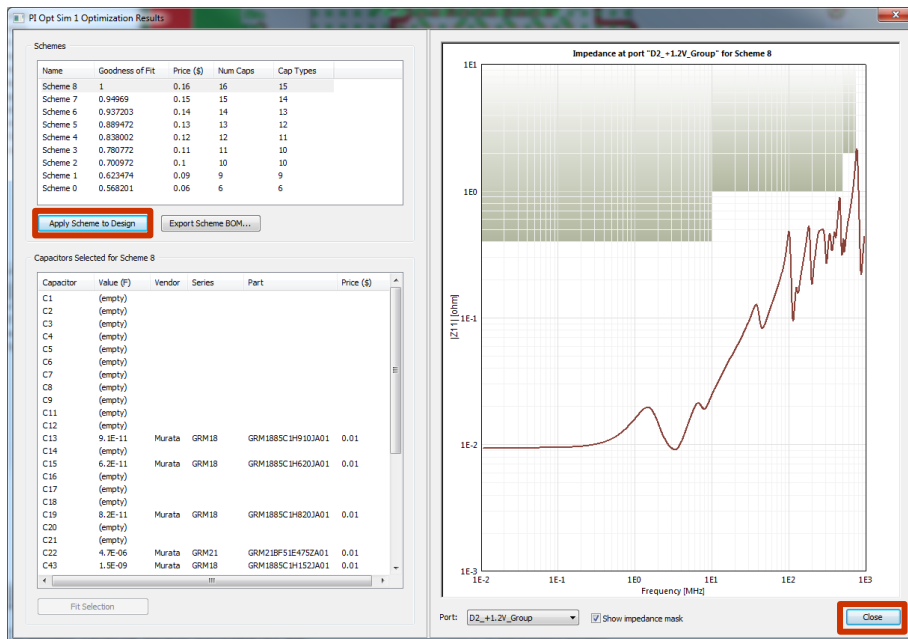 PI Opt Sim 1 Optimization Results
Schemes
Name Goodness of Fit Price ($) Num Caps Cap Types
Scheme 8 1 0.16 16 15
Scheme 7 0.94969 0.15 15 14
Scheme 6 0.937203 0.14 14 13
Scheme 5 0.889472 0.13 13 12
Scheme 4 0.838002 0.12 12 11
Scheme 3 0.780772 0.11 11 10
Scheme 2 0.700972 0.1 10 10
Scheme 1 0.623474 0.09 9 9
Scheme 0 0.568201 0.06 6 6
Apply Scheme to Design Export Scheme BOM...
Capacitors Selected for Scheme 8
Capacitor Value (F) Vendor Series Part Price ($)
C1 (empty)
C2 (empty)
C3 (empty)
C4 (empty)
C5 (empty)
C6 (empty)
C7 (empty)
C8 (empty)
C9 (empty)
C11 (empty)
C12 (empty)
C13 9.1E-11 Murata GRM18 GRM1885C1H910JA01 0.01
C14 (empty)
C15 6.2E-11 Murata GRM18 GRM1885C1H620JA01 0.01
C16 (empty)
C17 (empty)
C18 (empty)
C19 8.2E-11 Murata GRM18 GRM1885C1H820JA01 0.01
C20 (empty)
C21 (empty)
C22 4.7E-06 Murata GRM21 GRM21BF51E475ZA01 0.01
C43 1.5E-09 Murata GRM18 GRM1885C1H152JA01 0.01
Fit Selection
Impedance at port "D2_+1.2V_Group" for Scheme 8
1E1
1E0
1E-1
1E-2
1E-3
|Z11| [ohm]
1E-2 1E-1 1E0 1E1 1E2 1E3
Frequency [MHz]
Port: D2_+1.2V_Group Show impedance mask Close